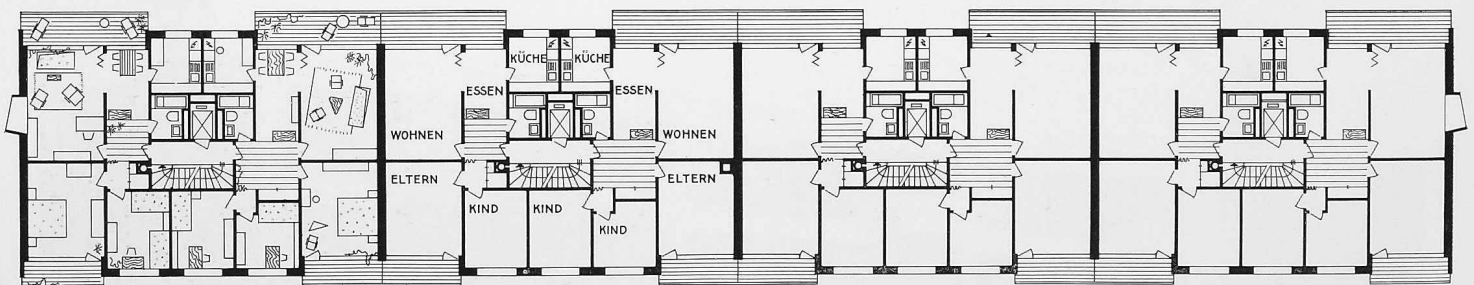 KÜCHE KÜCHE
ESSEN ESSEN
WOHNEN WOHNEN
ELTERN ELTERN
KIND KIND
KIND